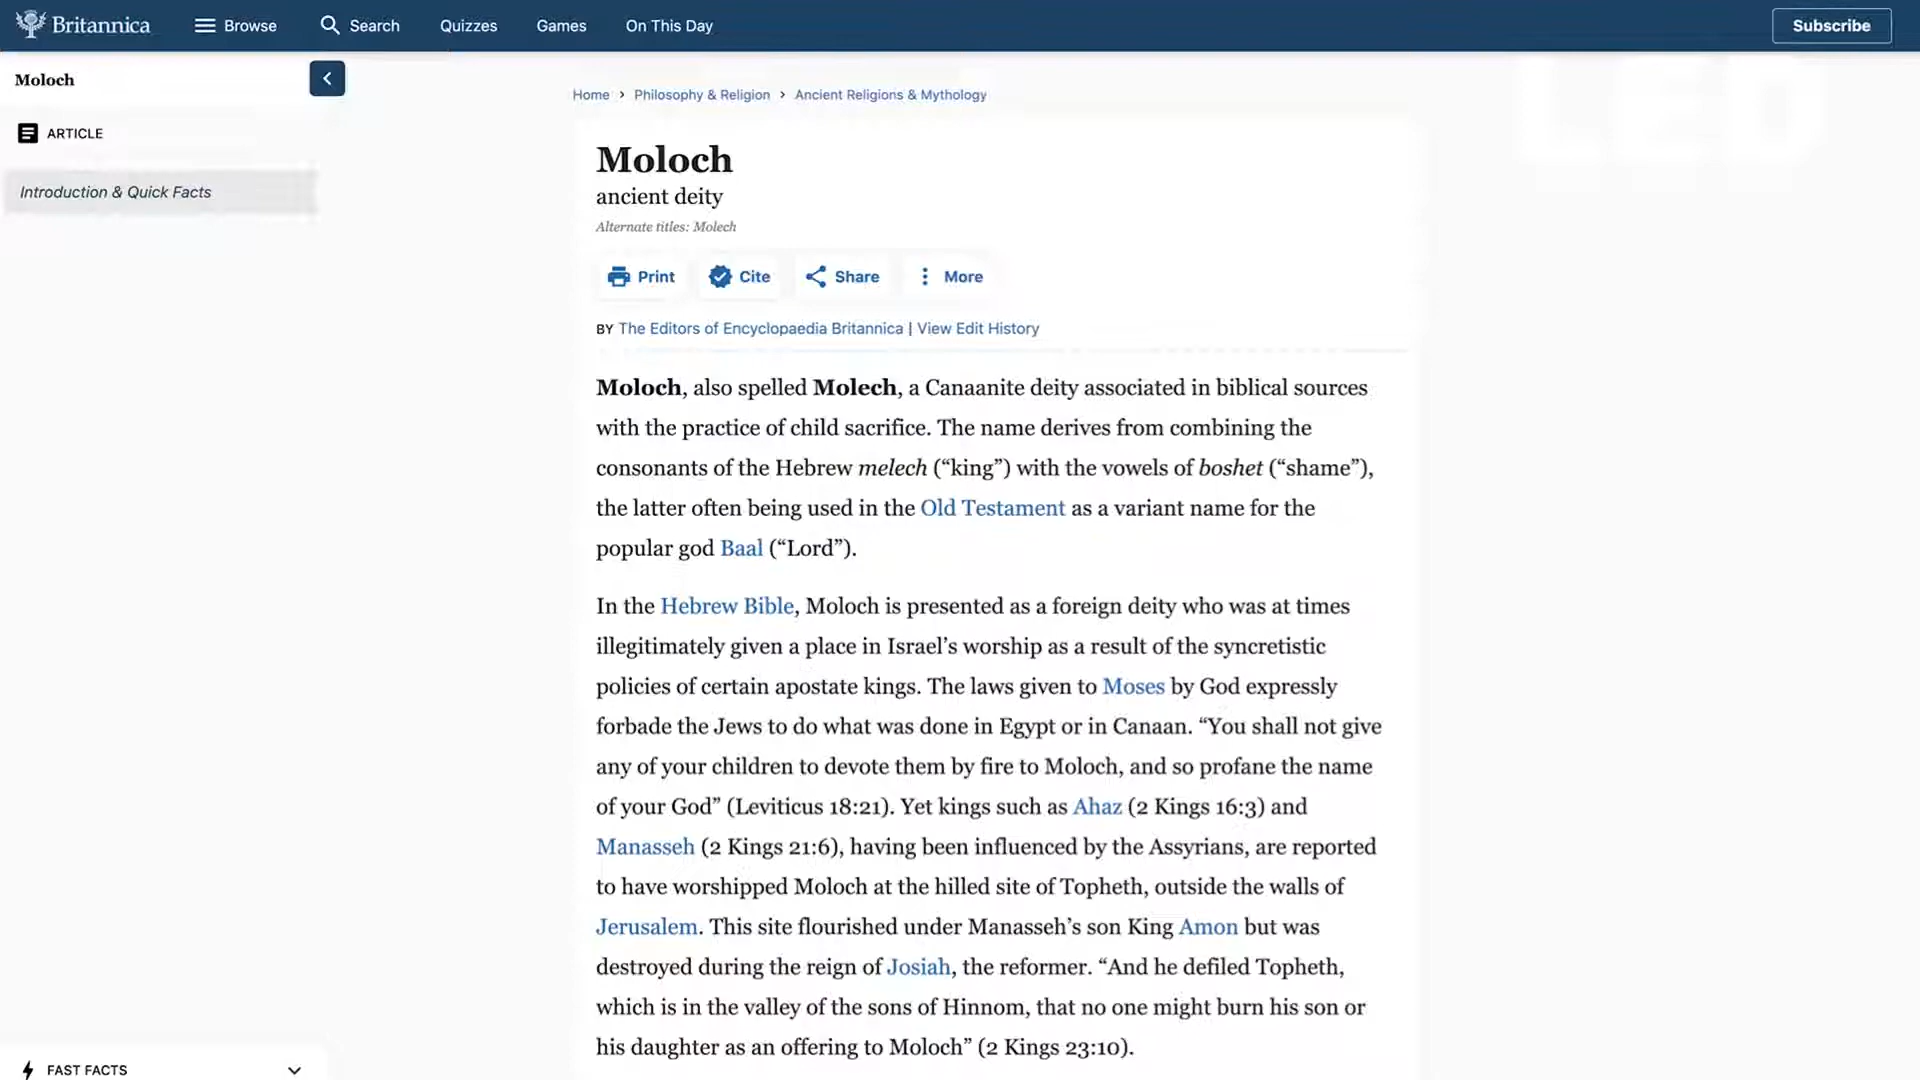 Britannica
Browse
Search
Quizzes
Games
On This Day
Subscribe
Moloch
ARTICLE
Introduction & Quick Facts
FAST FACTS
Home › Philosophy & Religion › Ancient Religions & Mythology
Moloch
ancient deity
Alternate titles: Molech
Print
Cite
Share
More
BY The Editors of Encyclopaedia Britannica | View Edit History
Moloch, also spelled Molech, a Canaanite deity associated in biblical sources
with the practice of child sacrifice. The name derives from combining the
consonants of the Hebrew melech (“king”) with the vowels of boshet (“shame”),
the latter often being used in the Old Testament as a variant name for the
popular god Baal (“Lord”).
In the Hebrew Bible, Moloch is presented as a foreign deity who was at times
illegitimately given a place in Israel’s worship as a result of the syncretistic
policies of certain apostate kings. The laws given to Moses by God expressly
forbade the Jews to do what was done in Egypt or in Canaan. “You shall not give
any of your children to devote them by fire to Moloch, and so profane the name
of your God” (Leviticus 18:21). Yet kings such as Ahaz (2 Kings 16:3) and
Manasseh (2 Kings 21:6), having been influenced by the Assyrians, are reported
to have worshipped Moloch at the hilled site of Topheth, outside the walls of
Jerusalem. This site flourished under Manasseh’s son King Amon but was
destroyed during the reign of Josiah, the reformer. “And he defiled Topheth,
which is in the valley of the sons of Hinnom, that no one might burn his son or
his daughter as an offering to Moloch” (2 Kings 23:10).